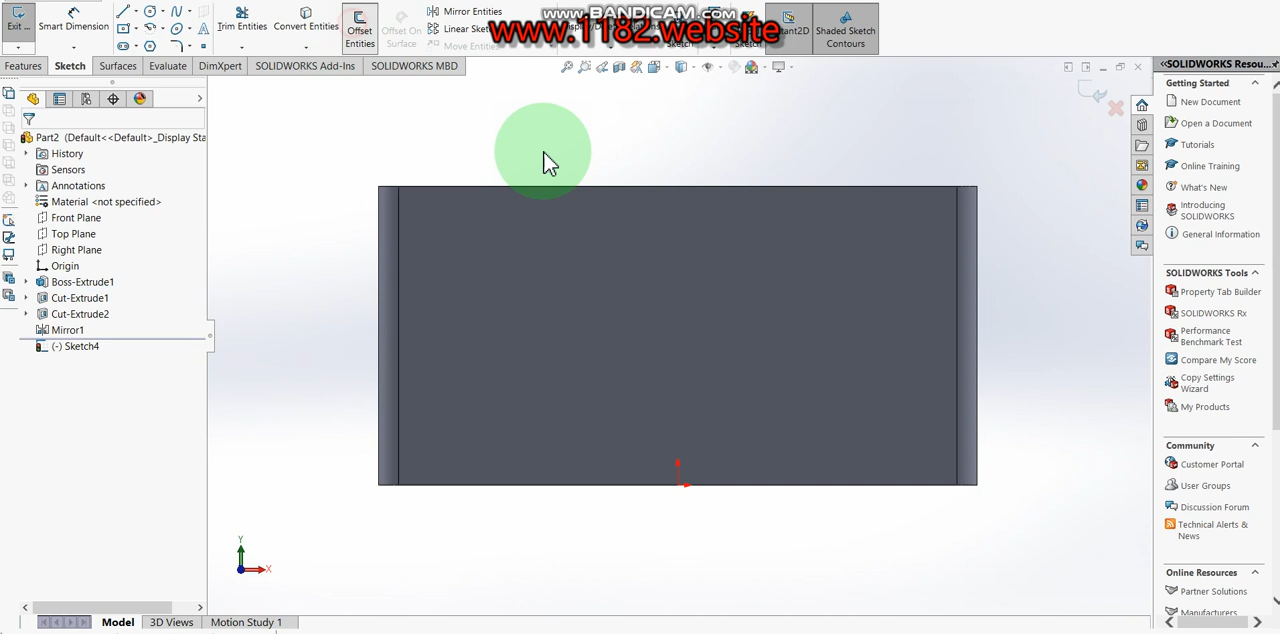 www.BANDICAM.com
www.1182.website
Exit ...
Smart Dimension
Trim Entities
Convert Entities
Offset
Entities
Offset On
Surface
Mirror Entities
Linear Sket
Move Entities
Sketch
Sketch
Instant2D
Shaded Sketch
Contours
Features
Sketch
Surfaces
Evaluate
DimXpert
SOLIDWORKS Add-Ins
SOLIDWORKS MBD
Part2 (Default<<Default>_Display Sta
History
Sensors
Annotations
Material <not specified>
Front Plane
Top Plane
Right Plane
Origin
Boss-Extrude1
Cut-Extrude1
Cut-Extrude2
Mirror1
(-) Sketch4
Y
X
Model
3D Views
Motion Study 1
SOLIDWORKS Resou...
Getting Started
New Document
Open a Document
Tutorials
Online Training
What's New
Introducing
SOLIDWORKS
General Information
SOLIDWORKS Tools
Property Tab Builder
SOLIDWORKS Rx
Performance
Benchmark Test
Compare My Score
Copy Settings
Wizard
My Products
Community
Customer Portal
User Groups
Discussion Forum
Technical Alerts &
News
Online Resources
Partner Solutions
Manufacturers